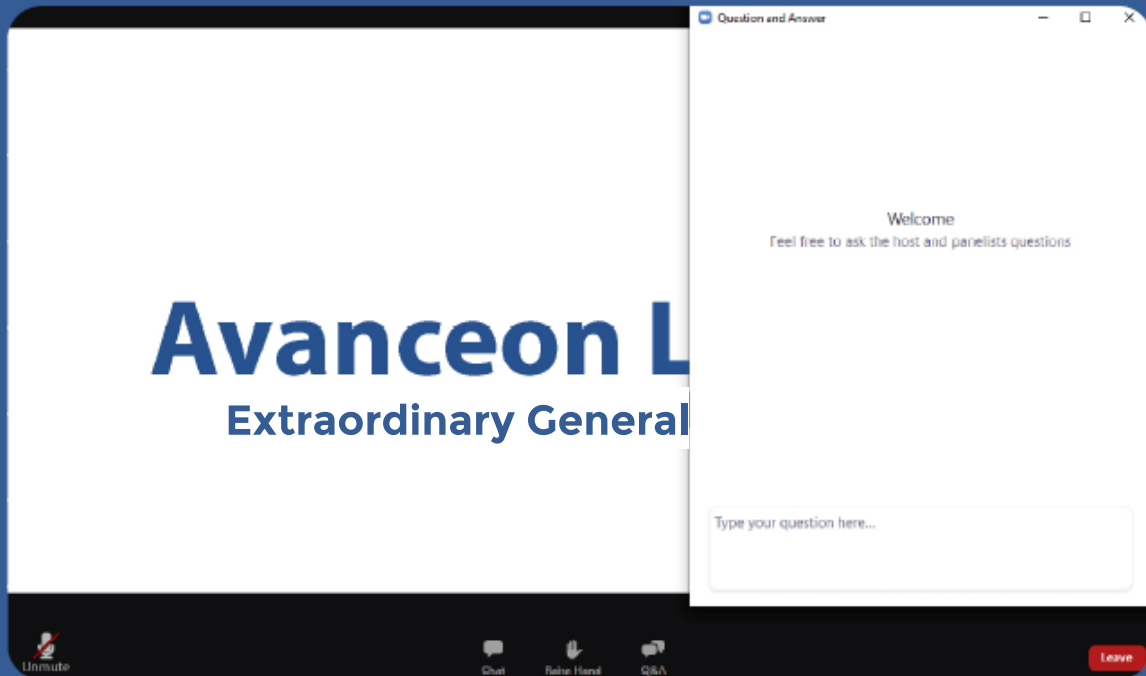 Question and Answer
Welcome
Feel free to ask the host and panelists questions
Avanceon L
Extraordinary General
Type your question here...
Unmute
Chat
Raise Hand
Q&A
Leave